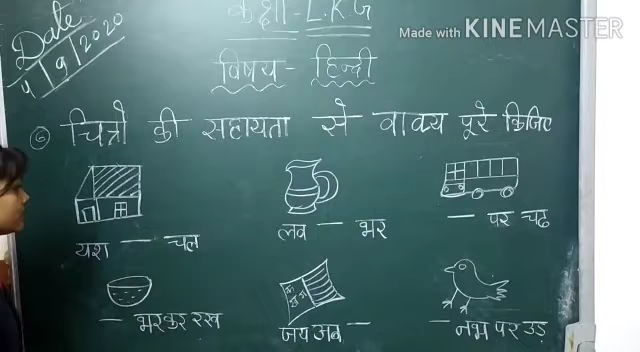 Date
4/9/2020
कक्षा - L.K.G
Made with KINEMASTER
विषय - हिन्दी
⑥ चित्रो की सहायता से वाक्य पूरे किजिए
यश — चल
लव — भर
— पर चढ
— भरकर रख
क ख ग
जय अब —
— नभ पर उड़